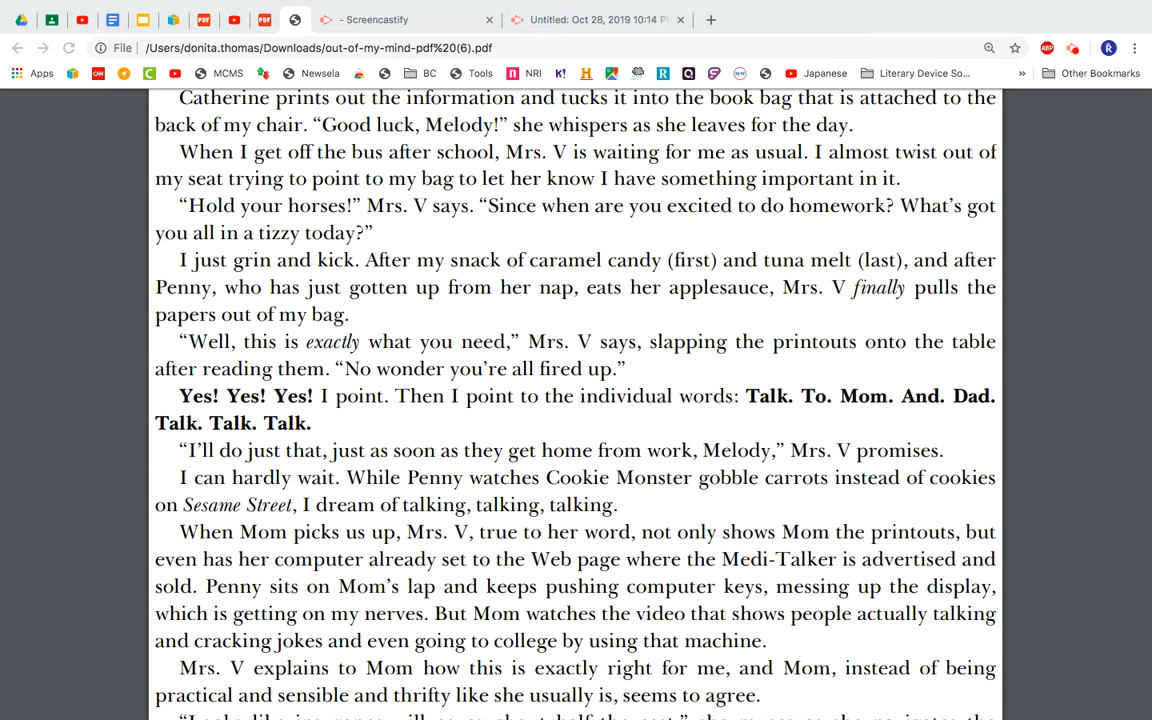 - Screencastify
Untitled: Oct 28, 2019 10:14 P
File /Users/donita.thomas/Downloads/out-of-my-mind-pdf%20(6).pdf
Apps MCMS Newsela BC Tools NRI Japanese Literary Device So... » Other Bookmarks
Catherine prints out the information and tucks it into the book bag that is attached to the
back of my chair. “Good luck, Melody!” she whispers as she leaves for the day.
When I get off the bus after school, Mrs. V is waiting for me as usual. I almost twist out of
my seat trying to point to my bag to let her know I have something important in it.
“Hold your horses!” Mrs. V says. “Since when are you excited to do homework? What’s got
you all in a tizzy today?”
I just grin and kick. After my snack of caramel candy (first) and tuna melt (last), and after
Penny, who has just gotten up from her nap, eats her applesauce, Mrs. V finally pulls the
papers out of my bag.
“Well, this is exactly what you need,” Mrs. V says, slapping the printouts onto the table
after reading them. “No wonder you’re all fired up.”
Yes! Yes! Yes! I point. Then I point to the individual words: Talk. To. Mom. And. Dad.
Talk. Talk. Talk.
“I’ll do just that, just as soon as they get home from work, Melody,” Mrs. V promises.
I can hardly wait. While Penny watches Cookie Monster gobble carrots instead of cookies
on Sesame Street, I dream of talking, talking, talking.
When Mom picks us up, Mrs. V, true to her word, not only shows Mom the printouts, but
even has her computer already set to the Web page where the Medi-Talker is advertised and
sold. Penny sits on Mom’s lap and keeps pushing computer keys, messing up the display,
which is getting on my nerves. But Mom watches the video that shows people actually talking
and cracking jokes and even going to college by using that machine.
Mrs. V explains to Mom how this is exactly right for me, and Mom, instead of being
practical and sensible and thrifty like she usually is, seems to agree.